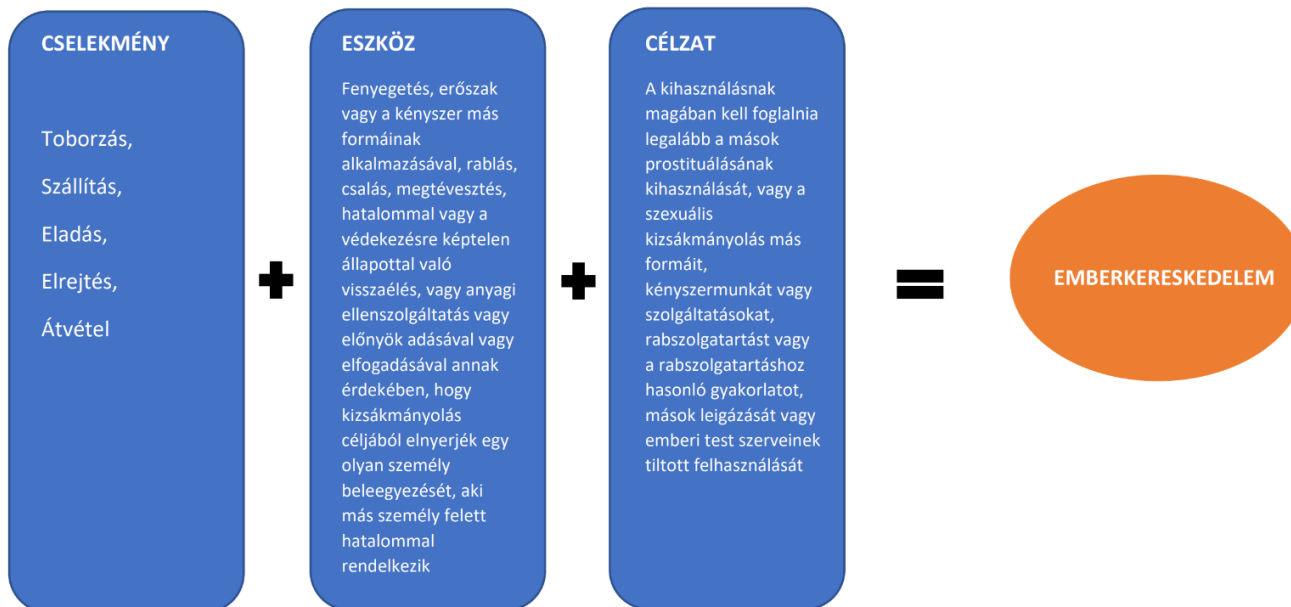 CSELEKMÉNY
Toborzás,
Szállítás,
Eladás,
Elrejtés,
Átvétel
ESZKÖZ
Fenyegetés, erőszak
vagy a kényszer más
formáinak
alkalmazásával, rablás,
csalás, megtévesztés,
hatalommal vagy a
védekezésre képtelen
állapottal való
visszaélés, vagy anyagi
ellenszolgáltatás vagy
előnyök adásával vagy
elfogadásával annak
érdekében, hogy
kizsákmányolás
céljából elnyerjék egy
olyan személy
beleegyezését, aki
más személy felett
hatalommal
rendelkezik
CÉLZAT
A kihasználásnak
magában kell foglalnia
legalább a mások
prostituálásának
kihasználását, vagy a
szexuális
kizsákmányolás más
formáit,
kényszermunkát vagy
szolgáltatásokat,
rabszolgatartást vagy
a rabszolgatartáshoz
hasonló gyakorlatot,
mások leigázását vagy
emberi test szerveinek
tiltott felhasználását
EMBERKERESKEDELEM